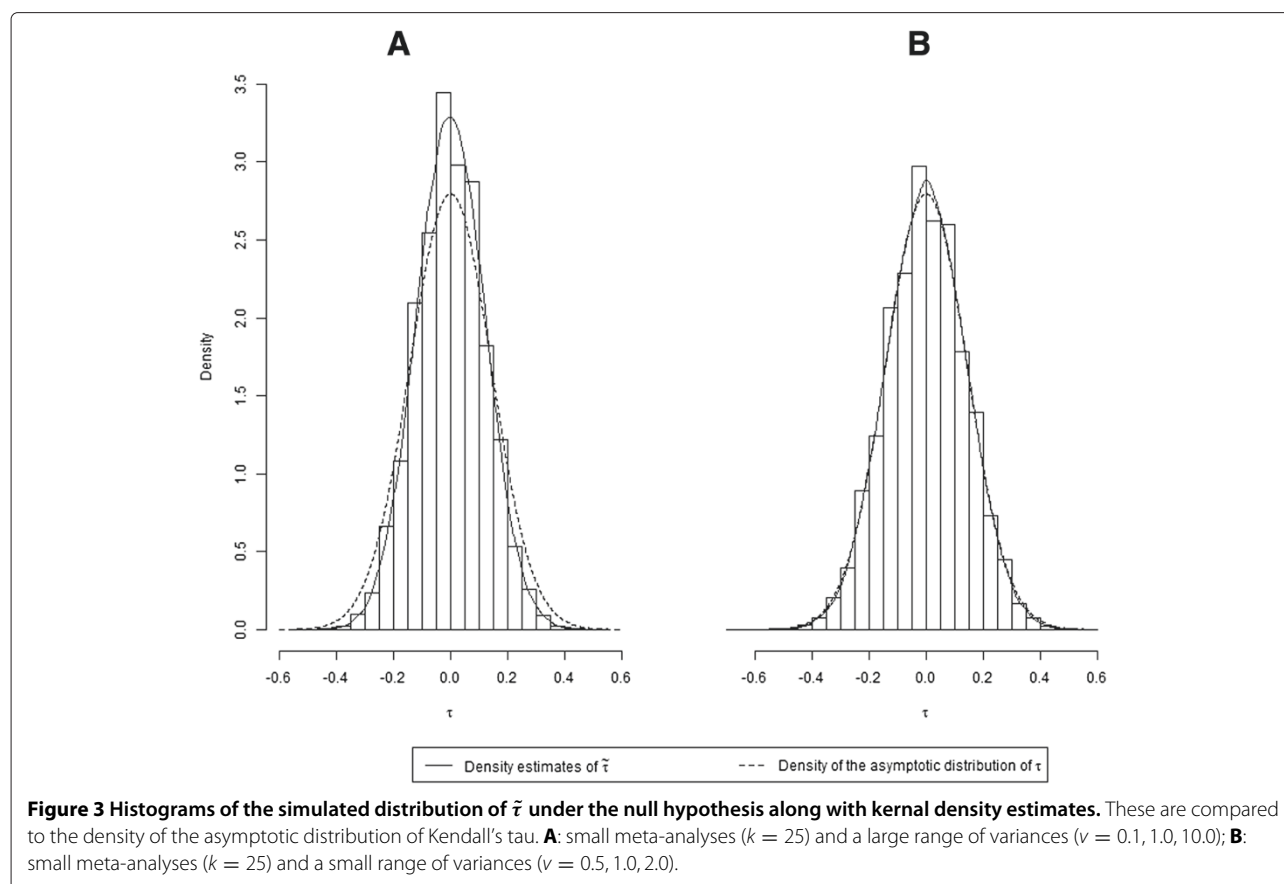 A
B
3.5
3.0
2.5
2.0
1.5
1.0
0.5
0.0
Density
-0.6 -0.4 -0.2 0.0 0.2 0.4 0.6
τ
-0.6 -0.4 -0.2 0.0 0.2 0.4 0.6
τ
Density estimates of τ̃
Density of the asymptotic distribution of τ
Figure 3 Histograms of the simulated distribution of τ̃ under the null hypothesis along with kernal density estimates. These are compared
to the density of the asymptotic distribution of Kendall's tau. A: small meta-analyses (k = 25) and a large range of variances (v = 0.1, 1.0, 10.0); B:
small meta-analyses (k = 25) and a small range of variances (v = 0.5, 1.0, 2.0).